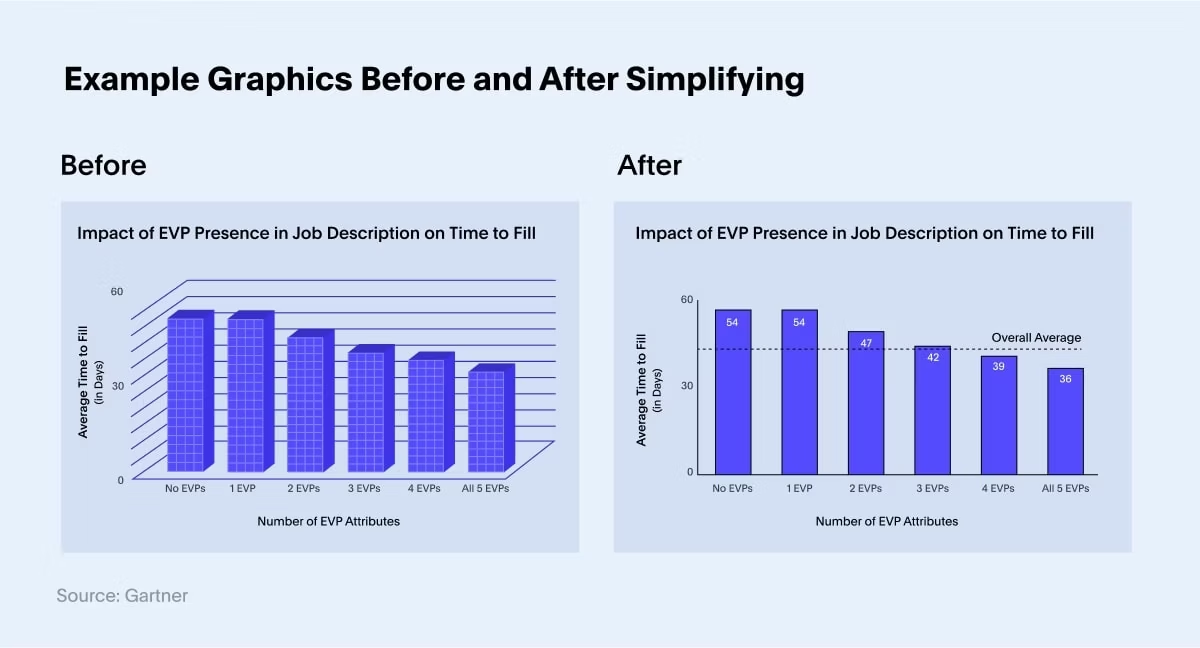 Example Graphics Before and After Simplifying
Before
Impact of EVP Presence in Job Description on Time to Fill
Average Time to Fill
(in Days)
60
30
0
No EVPs 1 EVP 2 EVPs 3 EVPs 4 EVPs All 5 EVPs
Number of EVP Attributes
After
Impact of EVP Presence in Job Description on Time to Fill
Average Time to Fill
(in Days)
60
30
0
54 54 47 42 39 36
Overall Average
No EVPs 1 EVP 2 EVPs 3 EVPs 4 EVPs All 5 EVPs
Number of EVP Attributes
Source: Gartner